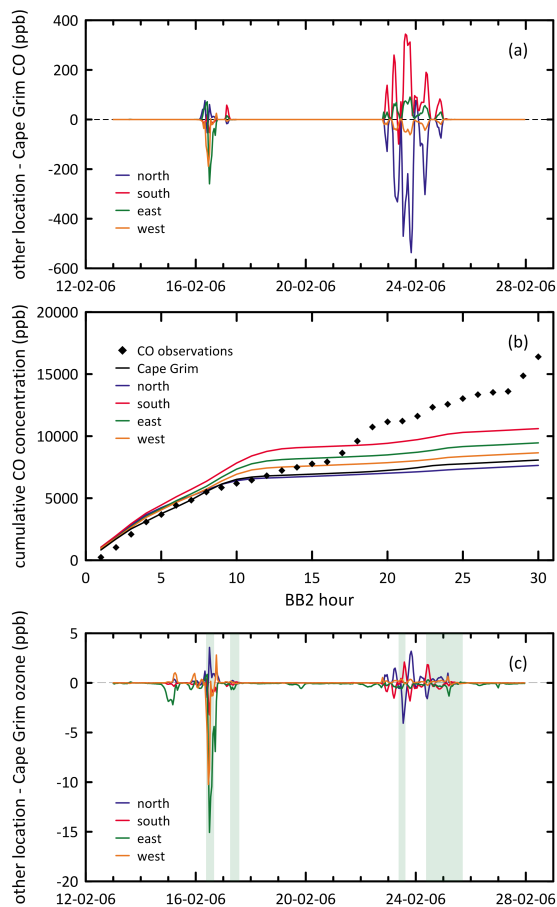 other location - Cape Grim CO (ppb)
400
200
0
-200
-400
-600
(a)
north
south
east
west
12-02-06 16-02-06 20-02-06 24-02-06 28-02-06
cumulative CO concentration (ppb)
20000
15000
10000
5000
0
(b)
CO observations
Cape Grim
north
south
east
west
0 5 10 15 20 25 30
BB2 hour
other location - Cape Grim ozone (ppb)
5
0
-5
-10
-15
-20
(c)
north
south
east
west
12-02-06 16-02-06 20-02-06 24-02-06 28-02-06